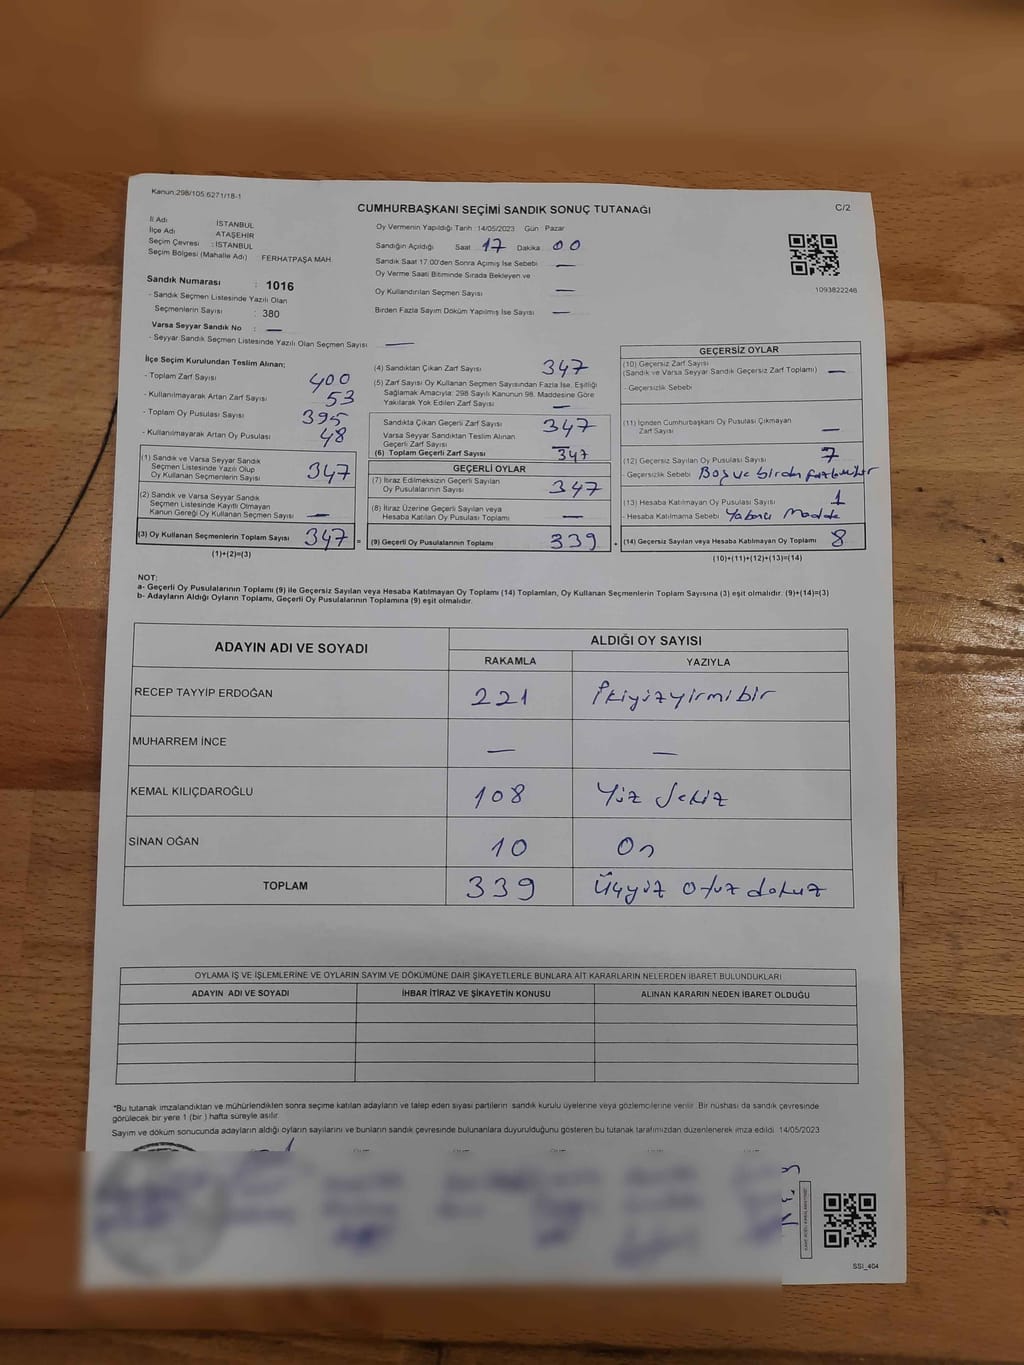 Kanun:298/105 6271/18-1
CUMHURBAŞKANI SEÇİMİ SANDIK SONUÇ TUTANAĞI
C/2
İl Adı İSTANBUL
İlçe Adı ATAŞEHİR
Seçim Çevresi : İSTANBUL
Seçim Bölgesi (Mahalle Adı) FERHATPAŞA MAH.
Oy Vermenin Yapıldığı Tarih : 14/05/2023 Gün : Pazar
Sandığın Açıldığı Saat : 17 Dakika : 00
Sandık Saat 17.00'den Sonra Açılmış İse Sebebi : —
Oy Verme Saati Bitiminde Sırada Bekleyen ve
Oy Kullandırılan Seçmen Sayısı —
Birden Fazla Sayım Döküm Yapılmış İse Sayısı : —
1093822246
Sandık Numarası : 1016
- Sandık Seçmen Listesinde Yazılı Olan
Seçmenlerin Sayısı : 380
Varsa Seyyar Sandık No : —
- Seyyar Sandık Seçmen Listesinde Yazılı Olan Seçmen Sayısı : —
İlçe Seçim Kurulundan Teslim Alınan;
- Toplam Zarf Sayısı 400
- Kullanılmayarak Artan Zarf Sayısı 53
- Toplam Oy Pusulası Sayısı 395
- Kullanılmayarak Artan Oy Pusulası 48
(1) Sandık ve Varsa Seyyar Sandık
Seçmen Listesinde Yazılı Olup
Oy Kullanan Seçmenlerin Sayısı 347
(2) Sandık ve Varsa Seyyar Sandık
Seçmen Listesinde Kayıtlı Olmayan
Kanun Gereği Oy Kullanan Seçmen Sayısı —
(3) Oy Kullanan Seçmenlerin Toplam Sayısı 347 =
(1)+(2)=(3)
(4) Sandıktan Çıkan Zarf Sayısı 347
(5) Zarf Sayısı Oy Kullanan Seçmen Sayısından Fazla İse, Eşitliği
Sağlamak Amacıyla; 298 Sayılı Kanunun 98. Maddesine Göre
Yakılarak Yok Edilen Zarf Sayısı —
Sandıkta Çıkan Geçerli Zarf Sayısı 347
Varsa Seyyar Sandıktan Teslim Alınan
Geçerli Zarf Sayısı —
(6) Toplam Geçerli Zarf Sayısı 347
GEÇERLİ OYLAR
(7) İtiraz Edilmeksizin Geçerli Sayılan
Oy Pusulalarının Sayısı 347
(8) İtiraz Üzerine Geçerli Sayılan veya
Hesaba Katılan Oy Pusulası Toplamı —
(9) Geçerli Oy Pusulalarının Toplamı 339 +
GEÇERSİZ OYLAR
(10) Geçersiz Zarf Sayısı
(Sandık ve Varsa Seyyar Sandık Geçersiz Zarf Toplamı) —
- Geçersizlik Sebebi
(11) İçinden Cumhurbaşkanı Oy Pusulası Çıkmayan
Zarf Sayısı —
(12) Geçersiz Sayılan Oy Pusulası Sayısı 7
- Geçersizlik Sebebi Boş ve birden fazla
(13) Hesaba Katılmayan Oy Pusulası Sayısı 1
- Hesaba Katılmama Sebebi Yabancı Madde
(14) Geçersiz Sayılan veya Hesaba Katılmayan Oy Toplamı 8
(10)+(11)+(12)+(13)=(14)
NOT:
a- Geçerli Oy Pusulalarının Toplamı (9) ile Geçersiz Sayılan veya Hesaba Katılmayan Oy Toplamı (14) Toplamları, Oy Kullanan Seçmenlerin Toplam Sayısına (3) eşit olmalıdır. (9)+(14)=(3)
b- Adayların Aldığı Oyların Toplamı, Geçerli Oy Pusulalarının Toplamına (9) eşit olmalıdır.
ADAYIN ADI VE SOYADI ALDIĞI OY SAYISI
RAKAMLA YAZIYLA
RECEP TAYYİP ERDOĞAN 221 İkiyüzyirmibir
MUHARREM İNCE — —
KEMAL KILIÇDAROĞLU 108 Yüz Sekiz
SİNAN OĞAN 10 On
TOPLAM 339 Üçyüz Otuz dokuz
OYLAMA İŞ VE İŞLEMLERİNE VE OYLARIN SAYIM VE DÖKÜMÜNE DAİR ŞİKAYETLERLE BUNLARA AİT KARARLARIN NELERDEN İBARET BULUNDUKLARI
ADAYIN ADI VE SOYADI İHBAR İTİRAZ VE ŞİKAYETİN KONUSU ALINAN KARARIN NEDEN İBARET OLDUĞU
*Bu tutanak imzalandıktan ve mühürlendikten sonra seçime katılan adayların ve talep eden siyasi partilerin sandık kurulu üyelerine veya gözlemcilerine verilir. Bir nüshası da sandık çevresinde
görülecek bir yere 1 (bir ) hafta süreyle asılır.
Sayım ve döküm sonucunda adayların aldığı oyların sayılarını ve bunların sandık çevresinde bulunanlara duyurulduğunu gösteren bu tutanak tarafımızdan düzenlenerek imza edildi. 14/05/2023
SSI_404